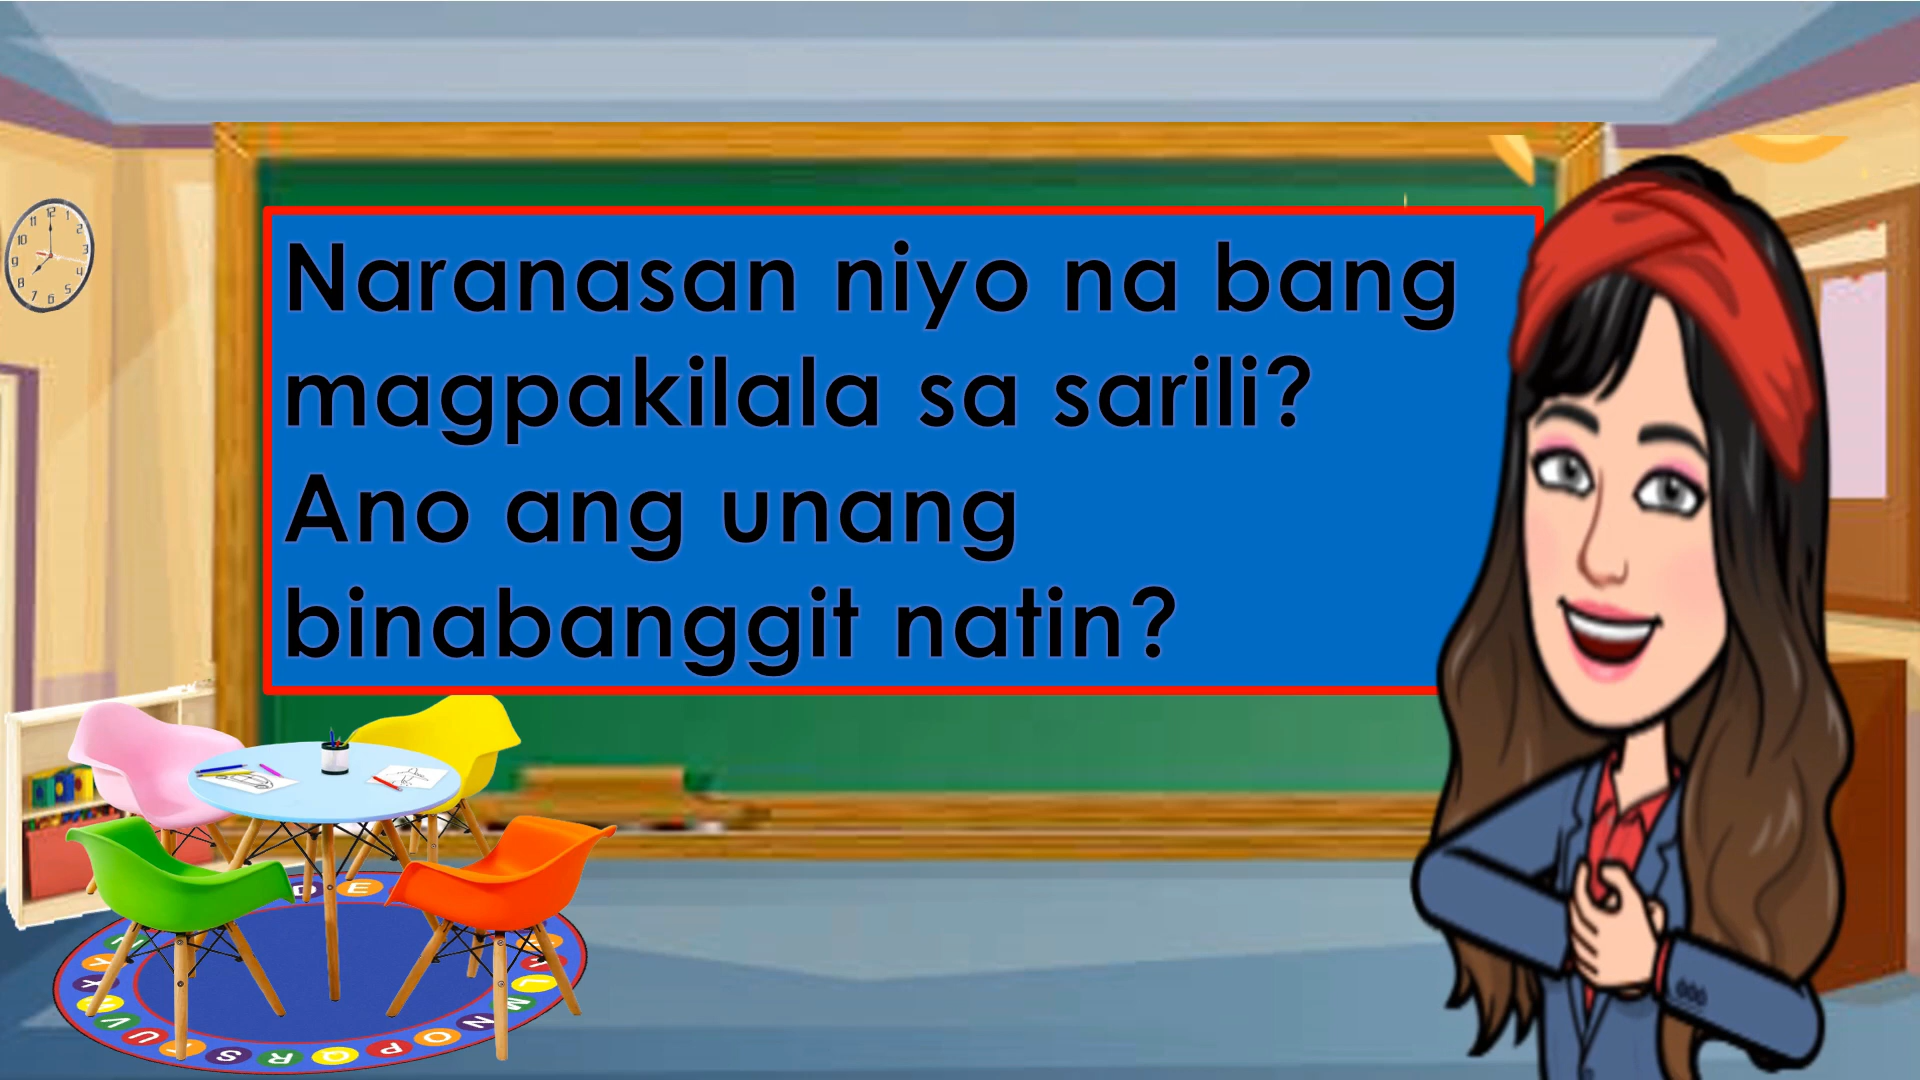 Naranasan niyo na bang
magpakilala sa sarili?
Ano ang unang
binabanggit natin?